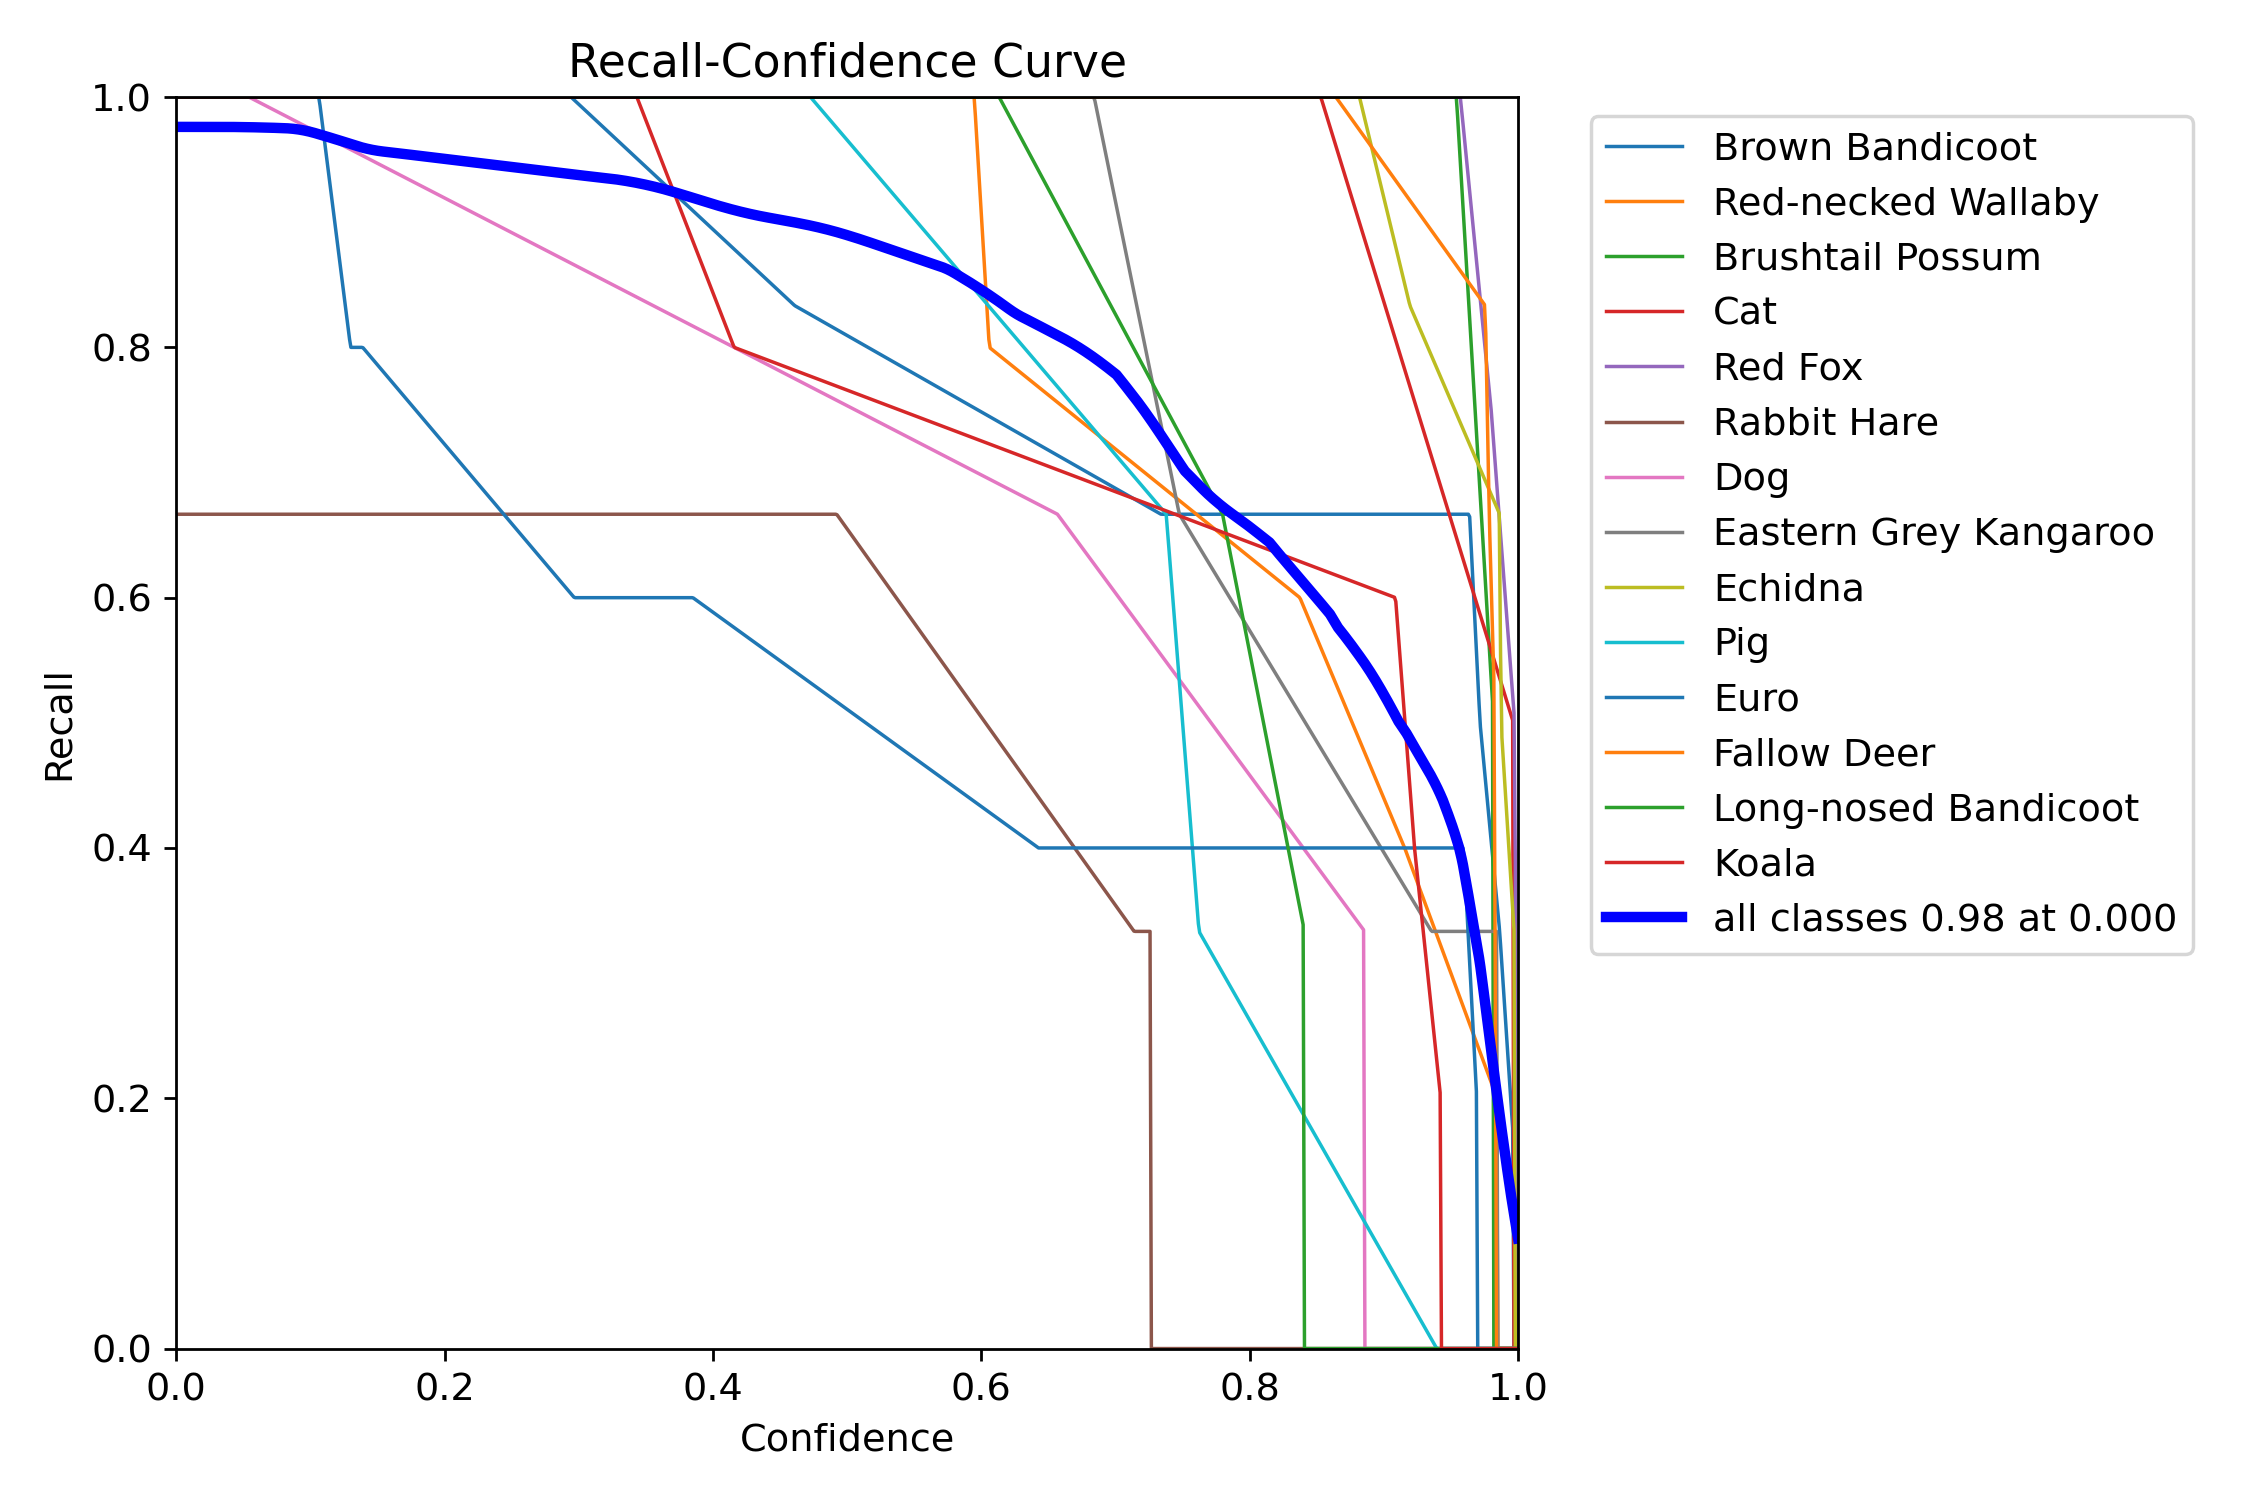 Recall-Confidence Curve
1.0
0.8
0.6
0.4
0.2
0.0
Recall
0.0 0.2 0.4 0.6 0.8 1.0
Confidence
Brown Bandicoot
Red-necked Wallaby
Brushtail Possum
Cat
Red Fox
Rabbit Hare
Dog
Eastern Grey Kangaroo
Echidna
Pig
Euro
Fallow Deer
Long-nosed Bandicoot
Koala
all classes 0.98 at 0.000